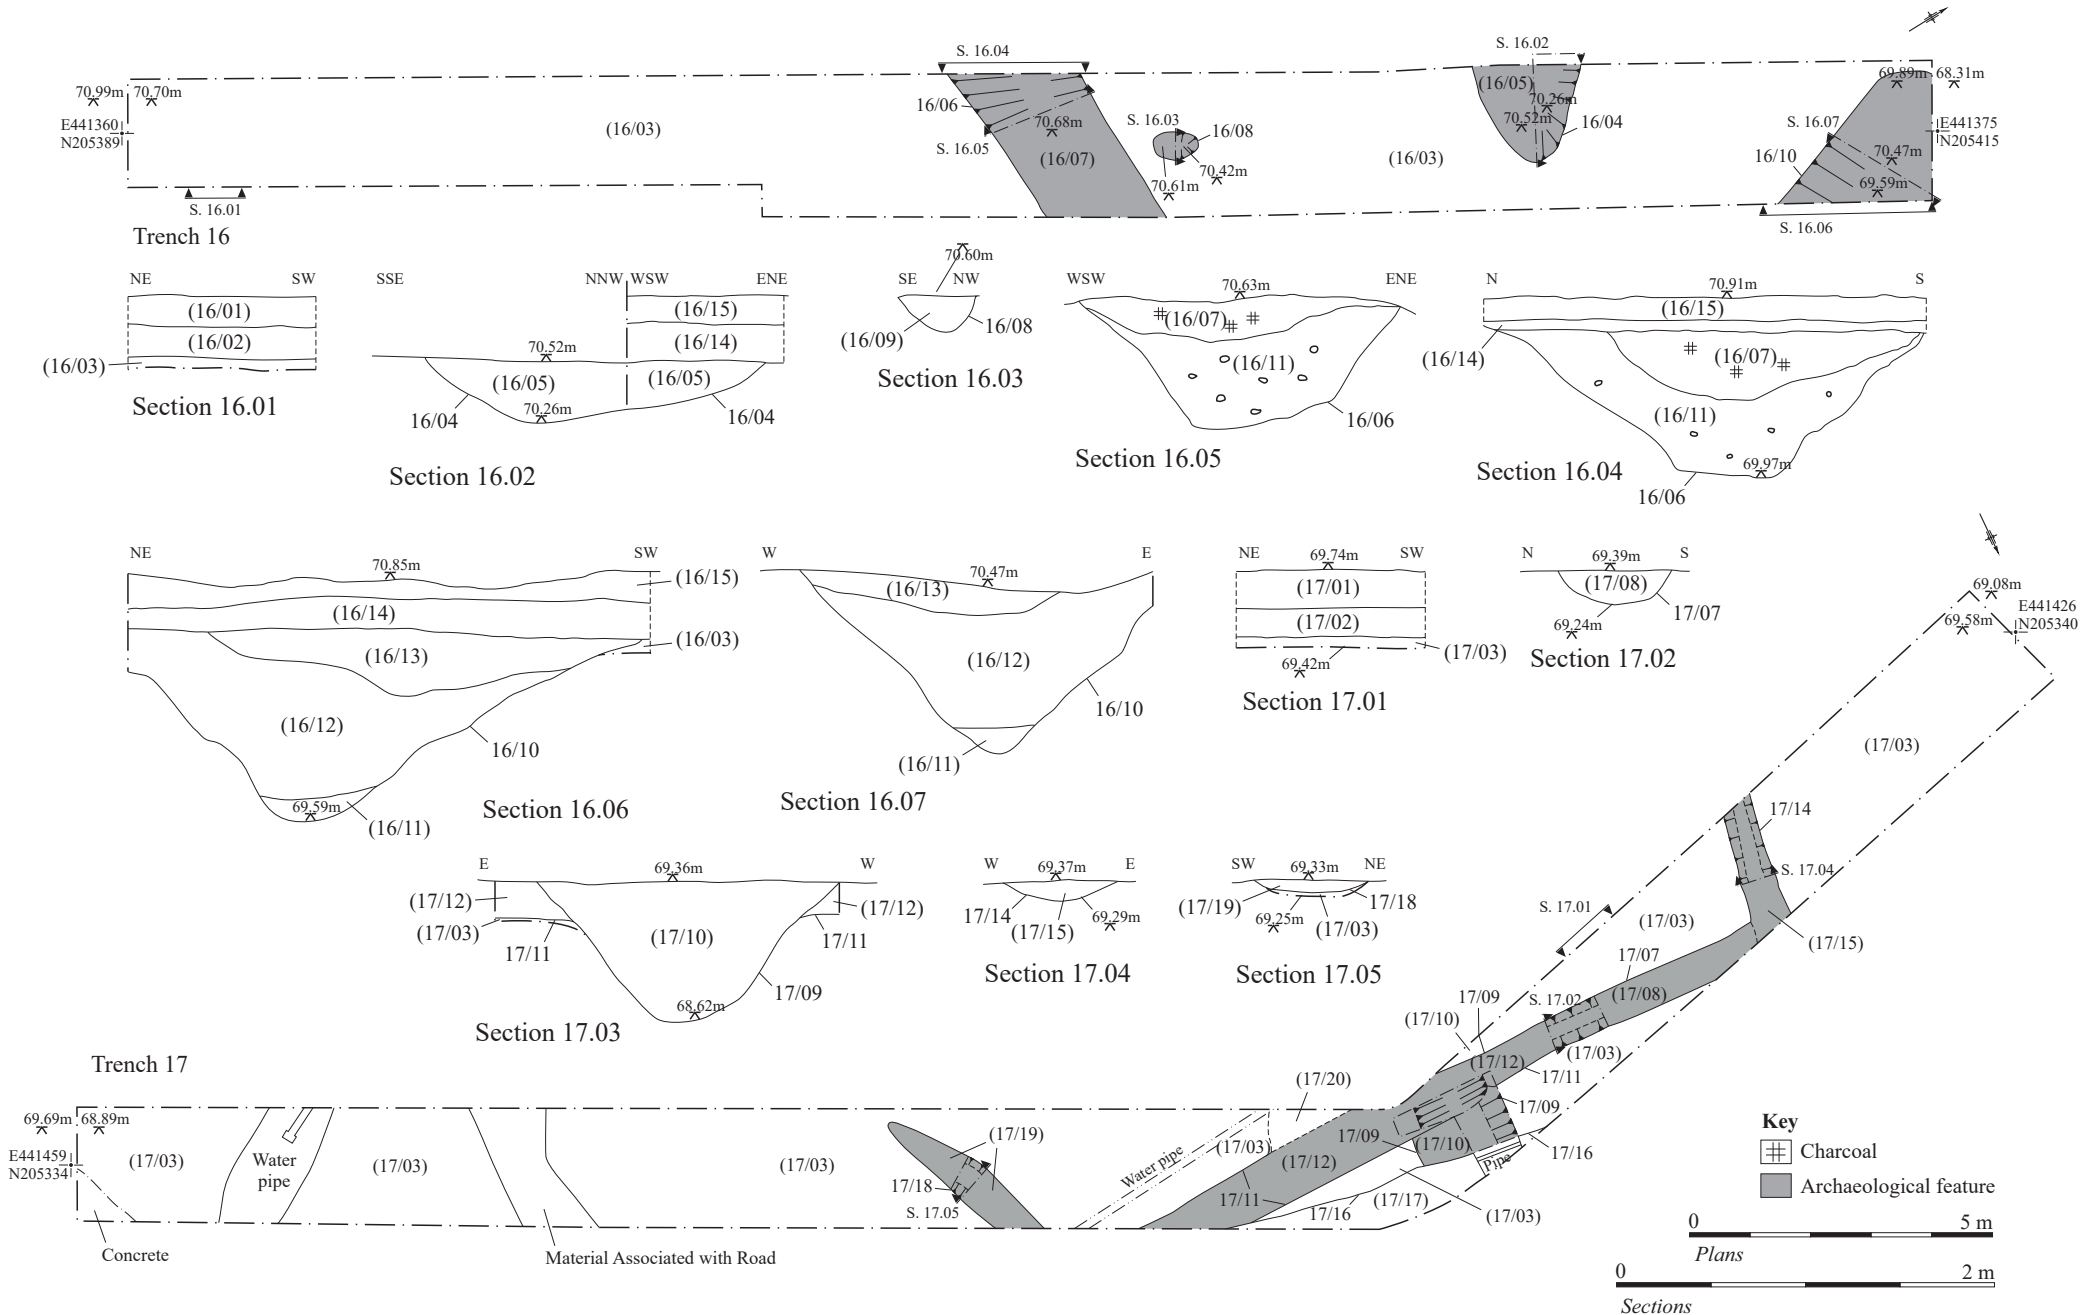 S. 16.04
S. 16.02
70.99m
70.70m
E441360
N205389
(16/03)
16/06
70.68m
(16/07)
S. 16.05
S. 16.03
16/08
70.42m
70.61m
(16/03)
(16/05)
70.26m
70.52m
16/04
69.89m
68.31m
S. 16.07
16/10
70.47m
69.59m
E441375
N205415
S. 16.01
S. 16.06
Trench 16
NE
SW
(16/01)
(16/02)
(16/03)
Section 16.01
SSE
NNW
WSW
ENE
(16/15)
(16/14)
70.52m
(16/05)
(16/05)
70.26m
16/04
16/04
Section 16.02
70.60m
SE
NW
(16/09)
16/08
Section 16.03
WSW
ENE
70.63m
(16/07)
(16/11)
16/06
Section 16.05
N
S
70.91m
(16/15)
(16/14)
(16/07)
(16/11)
69.97m
16/06
Section 16.04
NE
SW
70.85m
(16/15)
(16/14)
(16/03)
(16/13)
(16/12)
16/10
69.59m
(16/11)
Section 16.06
W
E
70.47m
(16/13)
(16/12)
16/10
(16/11)
Section 16.07
NE
SW
69.74m
(17/01)
(17/02)
(17/03)
69.42m
Section 17.01
N
S
69.39m
(17/08)
17/07
69.24m
Section 17.02
E
W
69.36m
(17/12)
(17/12)
(17/03)
17/11
17/11
(17/10)
17/09
68.62m
Section 17.03
W
E
69.37m
17/14
(17/15)
69.29m
Section 17.04
SW
NE
69.33m
(17/19)
17/18
69.25m
(17/03)
Section 17.05
69.08m
69.58m
E441426
N205340
(17/03)
17/14
S. 17.04
S. 17.01
(17/03)
(17/15)
17/07
17/09
S. 17.02
(17/08)
(17/10)
(17/12)
(17/03)
17/11
17/09
Trench 17
69.69m
68.89m
E441459
N205334
(17/03)
Water
pipe
(17/03)
(17/03)
(17/19)
17/18
S. 17.05
Water pipe
(17/20)
(17/03)
(17/12)
17/11
17/09
(17/10)
Pipe
17/16
17/16
(17/17)
(17/03)
Concrete
Material Associated with Road
Key
Charcoal
Archaeological feature
0
5 m
Plans
0
2 m
Sections